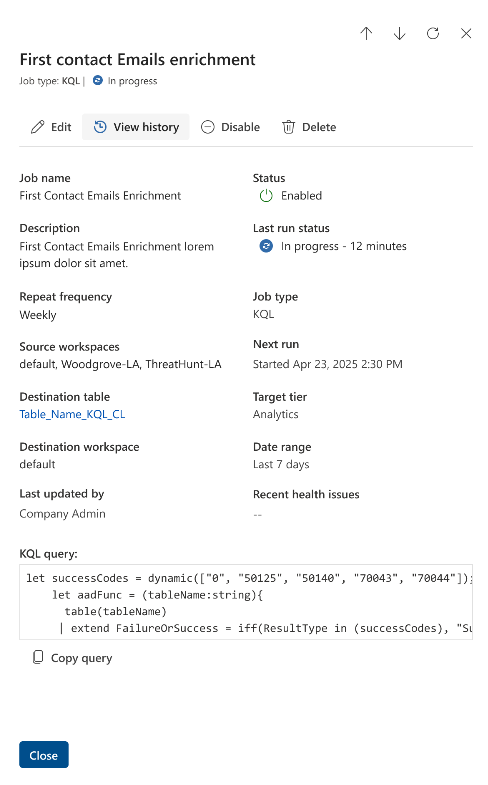 First contact Emails enrichment
Job type: KQL | In progress
Edit View history Disable Delete
Job name
First Contact Emails Enrichment
Status
Enabled
Description
First Contact Emails Enrichment lorem
ipsum dolor sit amet.
Last run status
In progress - 12 minutes
Repeat frequency
Weekly
Job type
KQL
Source workspaces
default, Woodgrove-LA, ThreatHunt-LA
Next run
Started Apr 23, 2025 2:30 PM
Destination table
Table_Name_KQL_CL
Target tier
Analytics
Destination workspace
default
Date range
Last 7 days
Last updated by
Company Admin
Recent health issues
--
KQL query:
let successCodes = dynamic(["0", "50125", "50140", "70043", "70044"]);
let aadFunc = (tableName:string){
table(tableName)
| extend FailureOrSuccess = iff(ResultType in (successCodes), "Su
Copy query
Close